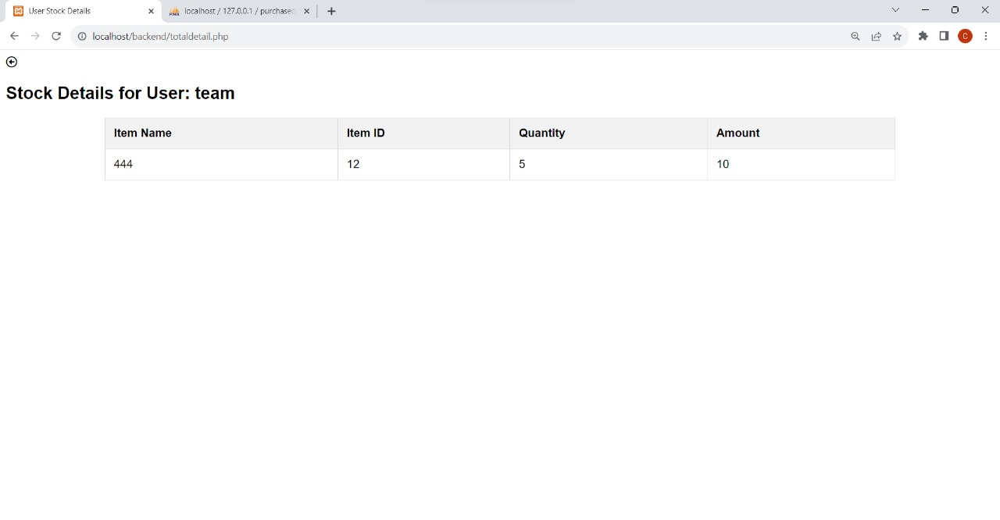 User Stock Details
localhost / 127.0.0.1 / purchased
localhost/backend/totaldetail.php
C
Stock Details for User: team
Item Name Item ID Quantity Amount
444 12 5 10